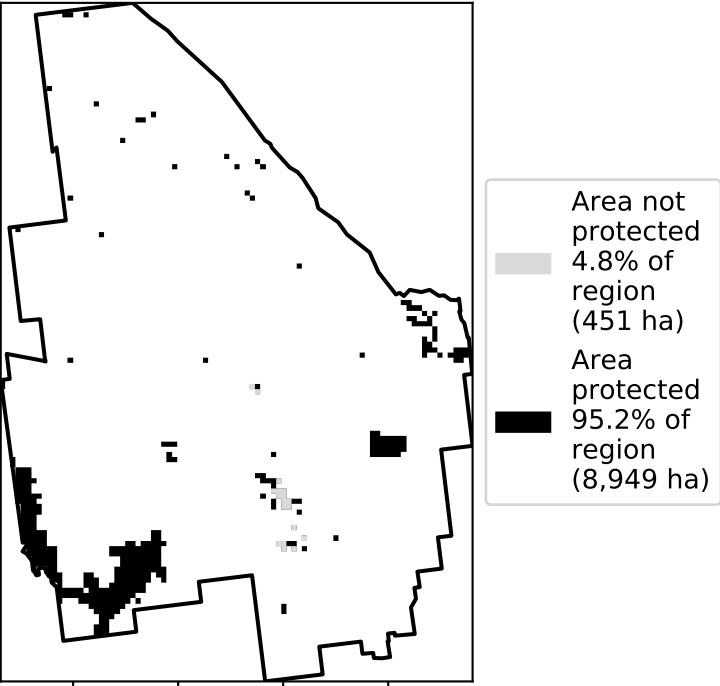 Area not
protected
4.8% of
region
(451 ha)
Area
protected
95.2% of
region
(8,949 ha)